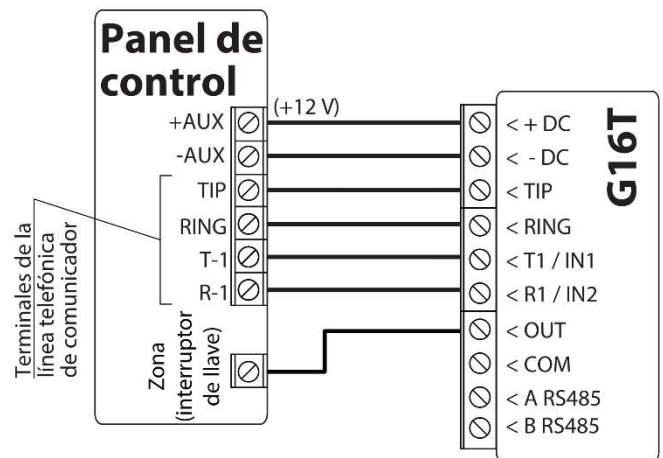 Panel de
control
(+12 V)
+AUX
-AUX
TIP
RING
T-1
R-1
Terminales de la
línea telefónica
de comunicador
Zona
(interruptor
de llave)
G16T
< + DC
< - DC
< TIP
< RING
< T1 / IN1
< R1 / IN2
< OUT
< COM
< A RS485
< B RS485